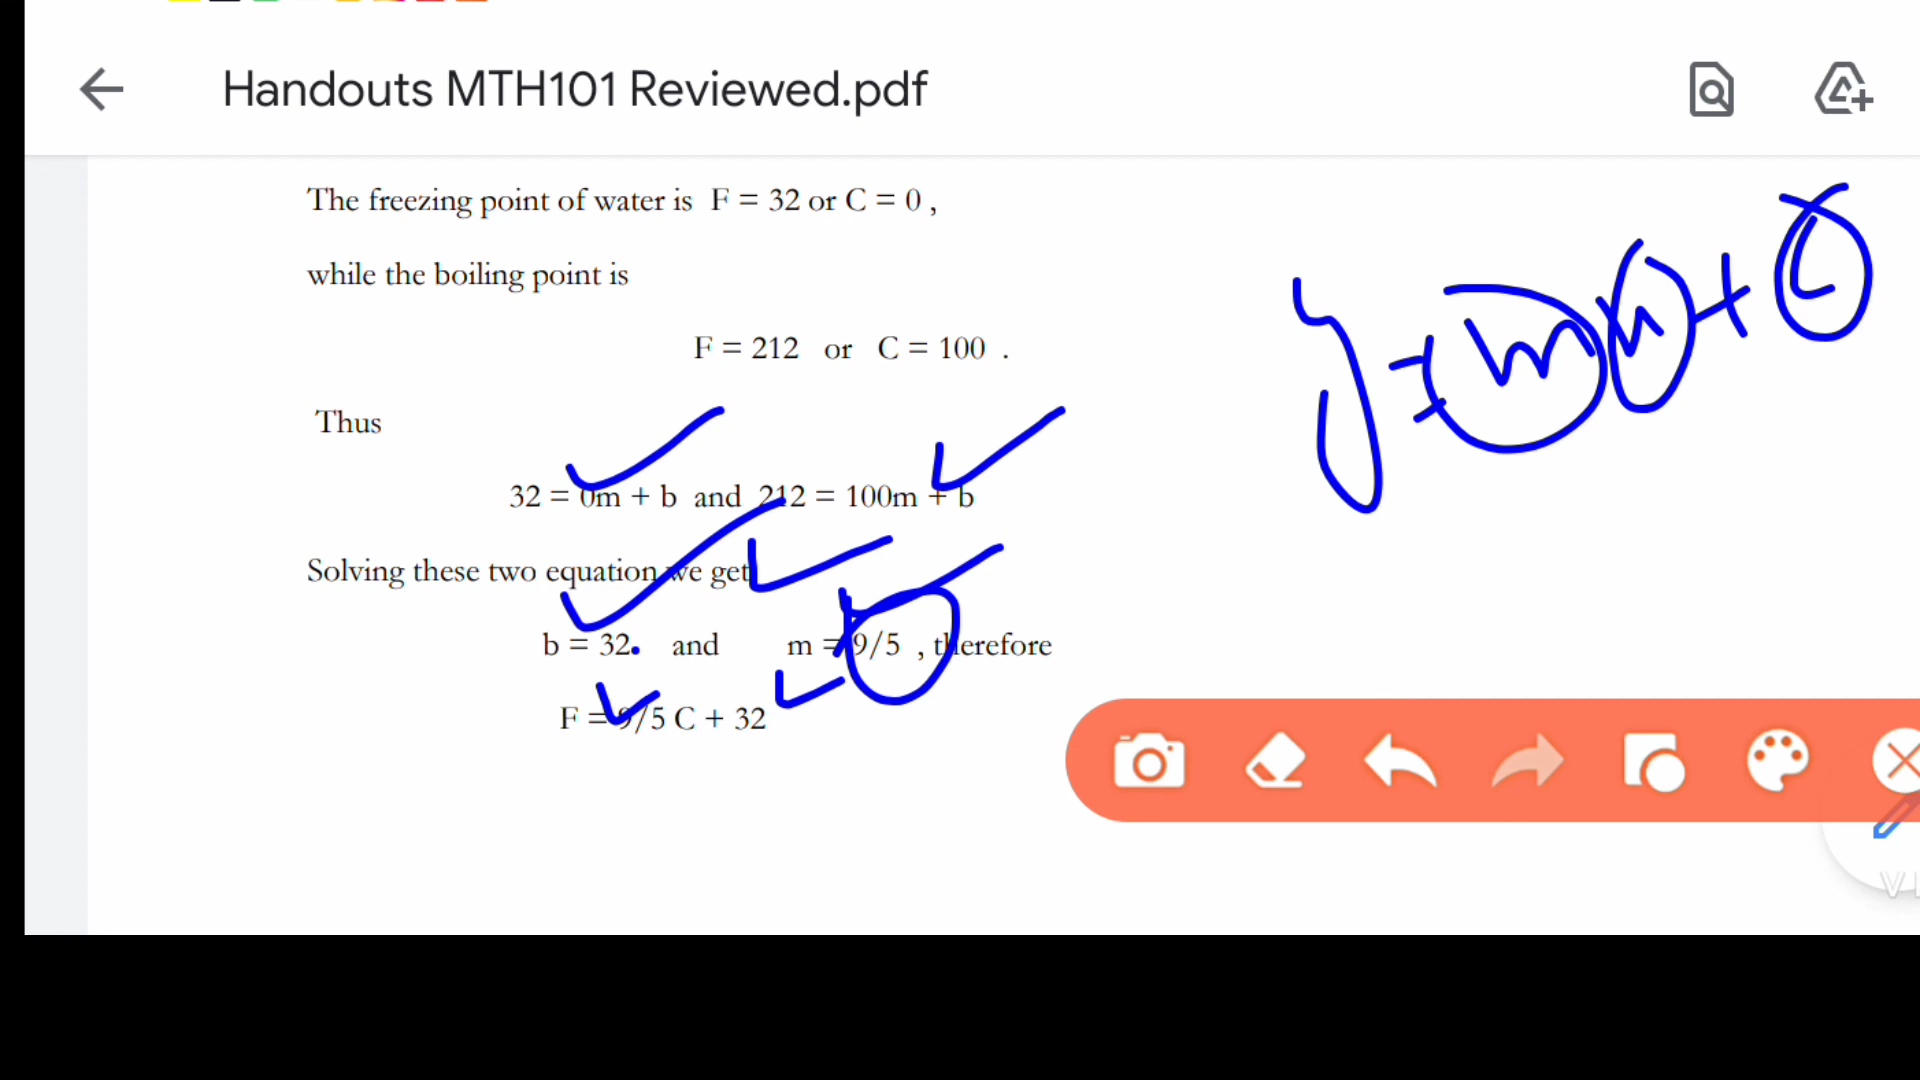 Handouts MTH101 Reviewed.pdf
The freezing point of water is F = 32 or C = 0 ,
while the boiling point is
F = 212 or C = 100 .
Thus
32 = 0m + b and 212 = 100m + b
Solving these two equation we get
b = 32. and m = 9/5 , therefore
F = 9/5 C + 32
y = mx + c